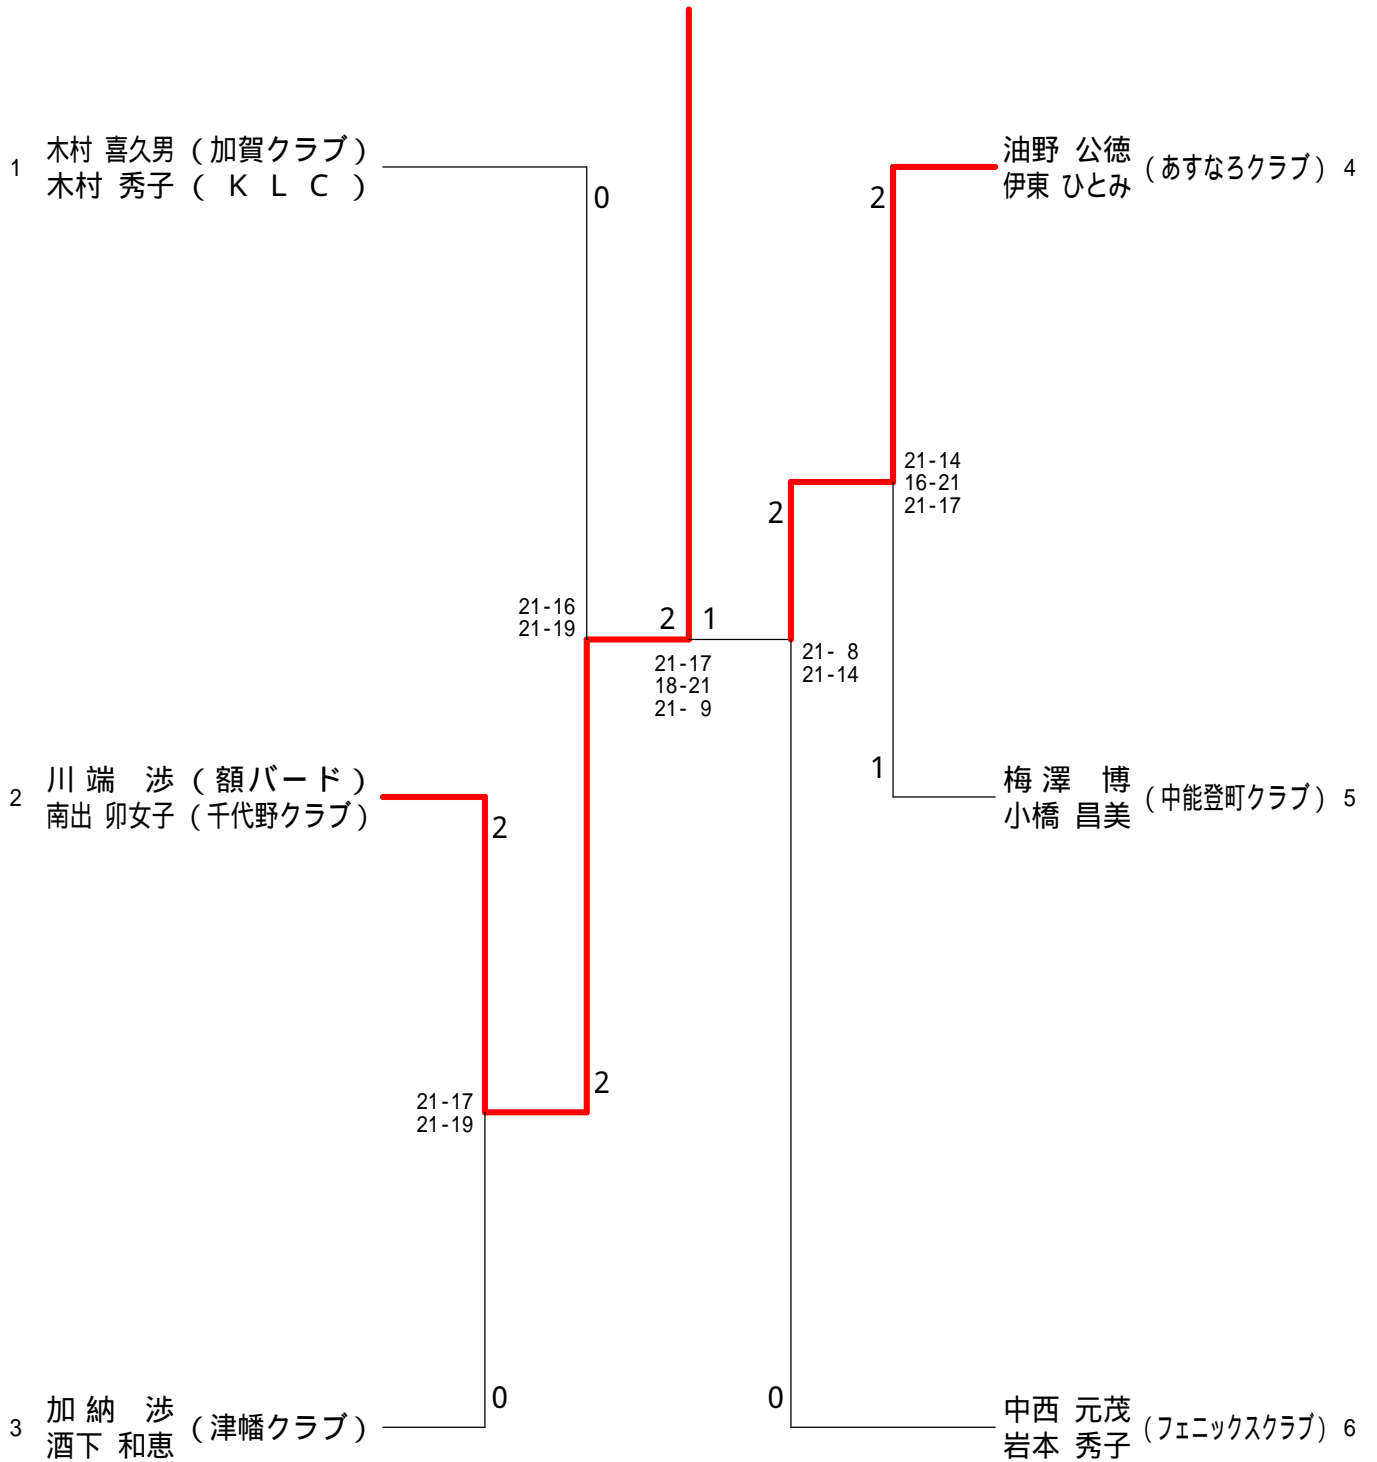 1 木村 喜久男 (加賀クラブ)
木村 秀子 (KLC)
0
2
油野 公徳
伊東 ひとみ
(あすなろクラブ) 4
21-14
16-21
21-17
2
21-16
21-19
2 1
21-17
18-21
21- 9
21- 8
21-14
2 川端 渉 (額バード)
南出 卯女子 (千代野クラブ)
2
1
梅澤 博
小橋 昌美
(中能登町クラブ) 5
21-17
21-19
2
3 加納 渉
酒下 和恵
(津幡クラブ)
0
0
中西 元茂
岩本 秀子
(フェニックスクラブ) 6